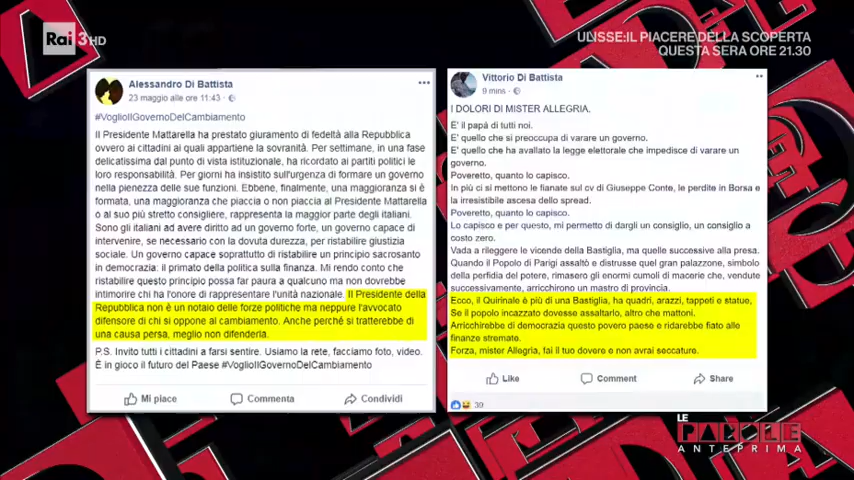 Rai 3HD
ULISSE:IL PIACERE DELLA SCOPERTA
QUESTA SERA ORE 21.30
Alessandro Di Battista
23 maggio alle ore 11:43
#VoglioIlGovernoDelCambiamento
Il Presidente Mattarella ha prestato giuramento di fedeltà alla Repubblica
ovvero ai cittadini ai quali appartiene la sovranità. Per settimane, in una fase
delicatissima dal punto di vista istituzionale, ha ricordato ai partiti politici le
loro responsabilità. Per giorni ha insistito sull'urgenza di formare un governo
nella pienezza delle sue funzioni. Ebbene, finalmente, una maggioranza si è
formata, una maggioranza che piaccia o non piaccia al Presidente Mattarella
o al suo più stretto consigliere, rappresenta la maggior parte degli italiani.
Sono gli italiani ad avere diritto ad un governo forte, un governo capace di
intervenire, se necessario con la dovuta durezza, per ristabilire giustizia
sociale. Un governo capace soprattutto di ristabilire un principio sacrosanto
in democrazia: il primato della politica sulla finanza. Mi rendo conto che
ristabilire questo principio possa far paura a qualcuno ma non dovrebbe
intimorire chi ha l'onore di rappresentare l'unità nazionale. Il Presidente della
Repubblica non è un notaio delle forze politiche ma neppure l'avvocato
difensore di chi si oppone al cambiamento. Anche perché si tratterebbe di
una causa persa, meglio non difenderla.
P.S. Invito tutti i cittadini a farsi sentire. Usiamo la rete, facciamo foto, video.
È in gioco il futuro del Paese #VoglioIlGovernoDelCambiamento
Mi piace
Commenta
Condividi
Vittorio Di Battista
9 mins
I DOLORI DI MISTER ALLEGRIA.
E' il papà di tutti noi.
E' quello che si preoccupa di varare un governo.
E' quello che ha avallato la legge elettorale che impedisce di varare un
governo.
Poveretto, quanto lo capisco.
In più ci si mettono le fianate sul cv di Giuseppe Conte, le perdite in Borsa e
la irresistibile ascesa dello spread.
Poveretto, quanto lo capisco.
Lo capisco e per questo, mi permetto di dargli un consiglio, un consiglio a
costo zero.
Vada a rileggere le vicende della Bastiglia, ma quelle successive alla presa.
Quando il Popolo di Parigi assaltò e distrusse quel gran palazzone, simbolo
della perfidia del potere, rimasero gli enormi cumoli di macerie che, vendute
successivamente, arricchirono un mastro di provincia.
Ecco, il Quirinale è più di una Bastiglia, ha quadri, arazzi, tappeti e statue,
Se il popolo incazzato dovesse assaltarlo, altro che mattoni.
Arricchirebbe di democrazia questo povero paese e ridarebbe fiato alle
finanze stremate.
Forza, mister Allegria, fai il tuo dovere e non avrai seccature.
Like
Comment
Share
39
LE
PAROLE
ANTEPRIMA